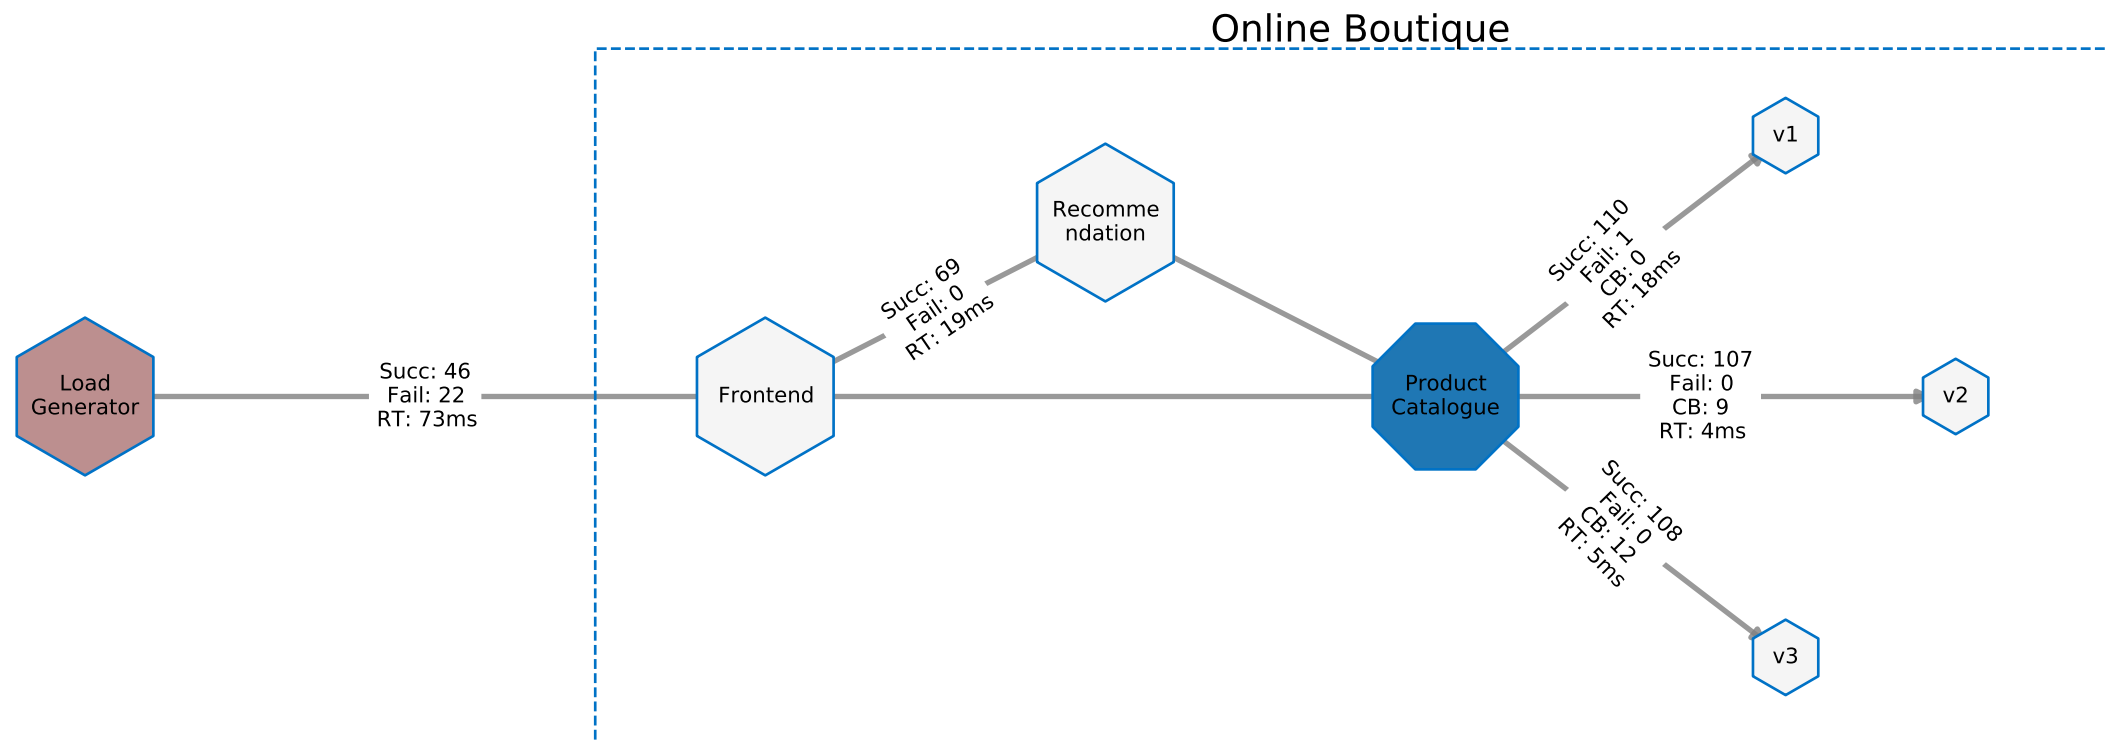 Online Boutique
Load
Generator
Succ: 46
Fail: 22
RT: 73ms
Frontend
Succ: 69
Fail: 0
RT: 19ms
Recomme
ndation
Product
Catalogue
Succ: 110
Fail: 1
CB: 0
RT: 18ms
v1
Succ: 107
Fail: 0
CB: 9
RT: 4ms
v2
Succ: 108
Fail: 0
CB: 12
RT: 5ms
v3